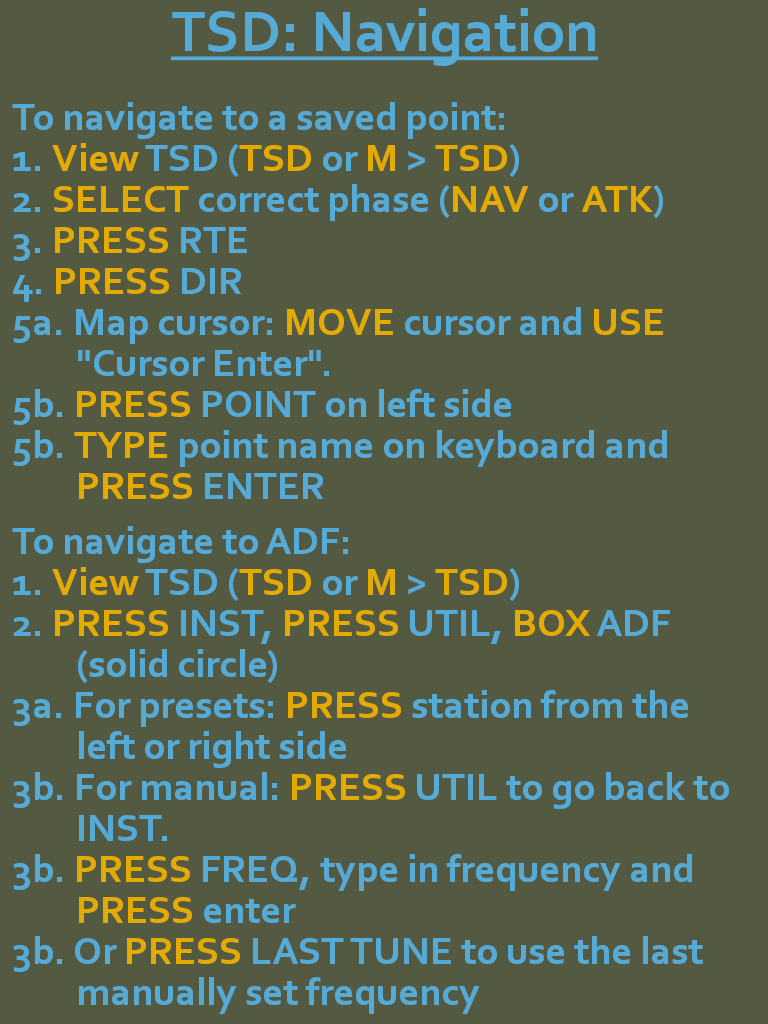 TSD: Navigation
To navigate to a saved point:
1. View TSD (TSD or M > TSD)
2. SELECT correct phase (NAV or ATK)
3. PRESS RTE
4. PRESS DIR
5a. Map cursor: MOVE cursor and USE
"Cursor Enter".
5b. PRESS POINT on left side
5b. TYPE point name on keyboard and
PRESS ENTER
To navigate to ADF:
1. View TSD (TSD or M > TSD)
2. PRESS INST, PRESS UTIL, BOX ADF
(solid circle)
3a. For presets: PRESS station from the
left or right side
3b. For manual: PRESS UTIL to go back to
INST.
3b. PRESS FREQ, type in frequency and
PRESS enter
3b. Or PRESS LAST TUNE to use the last
manually set frequency